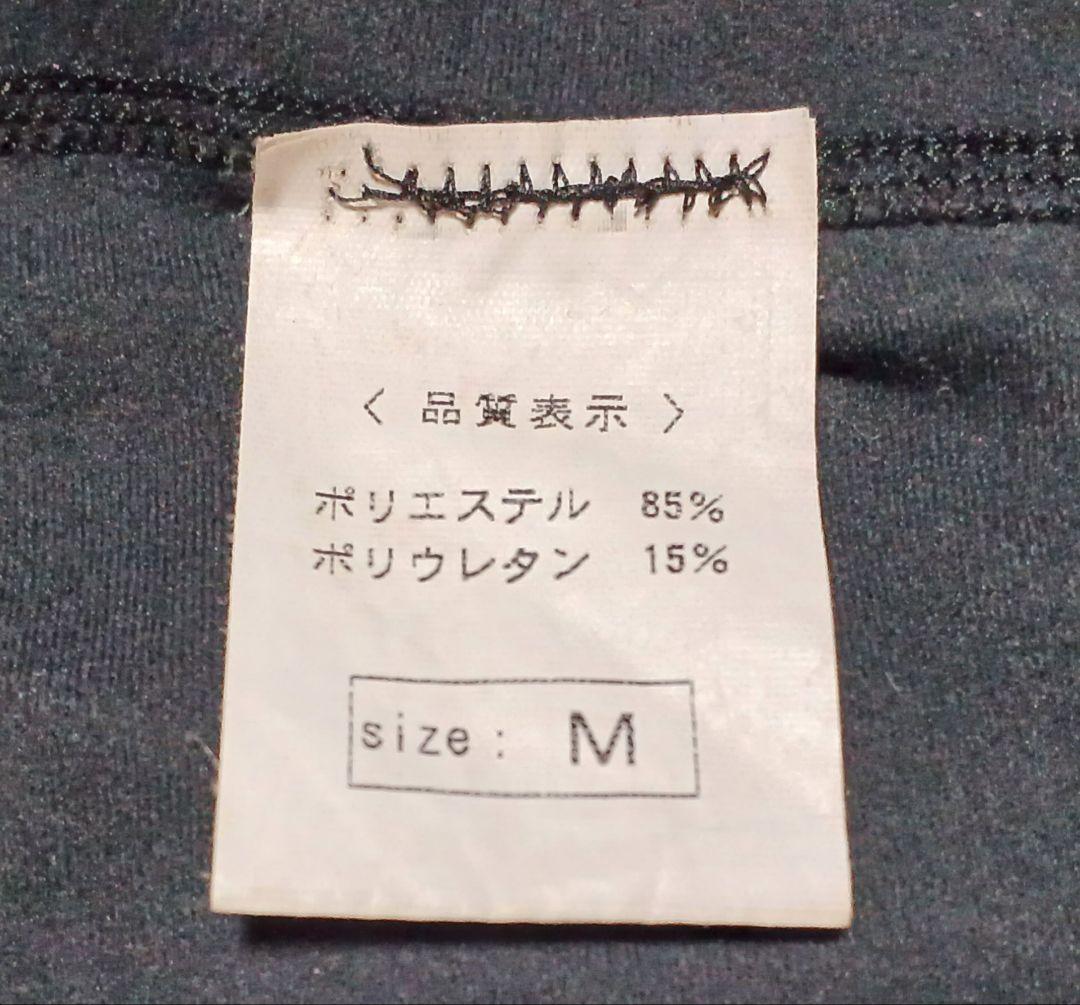 〈 品質表示 〉
ポリエステル 85%
ポリウレタン 15%
size: M